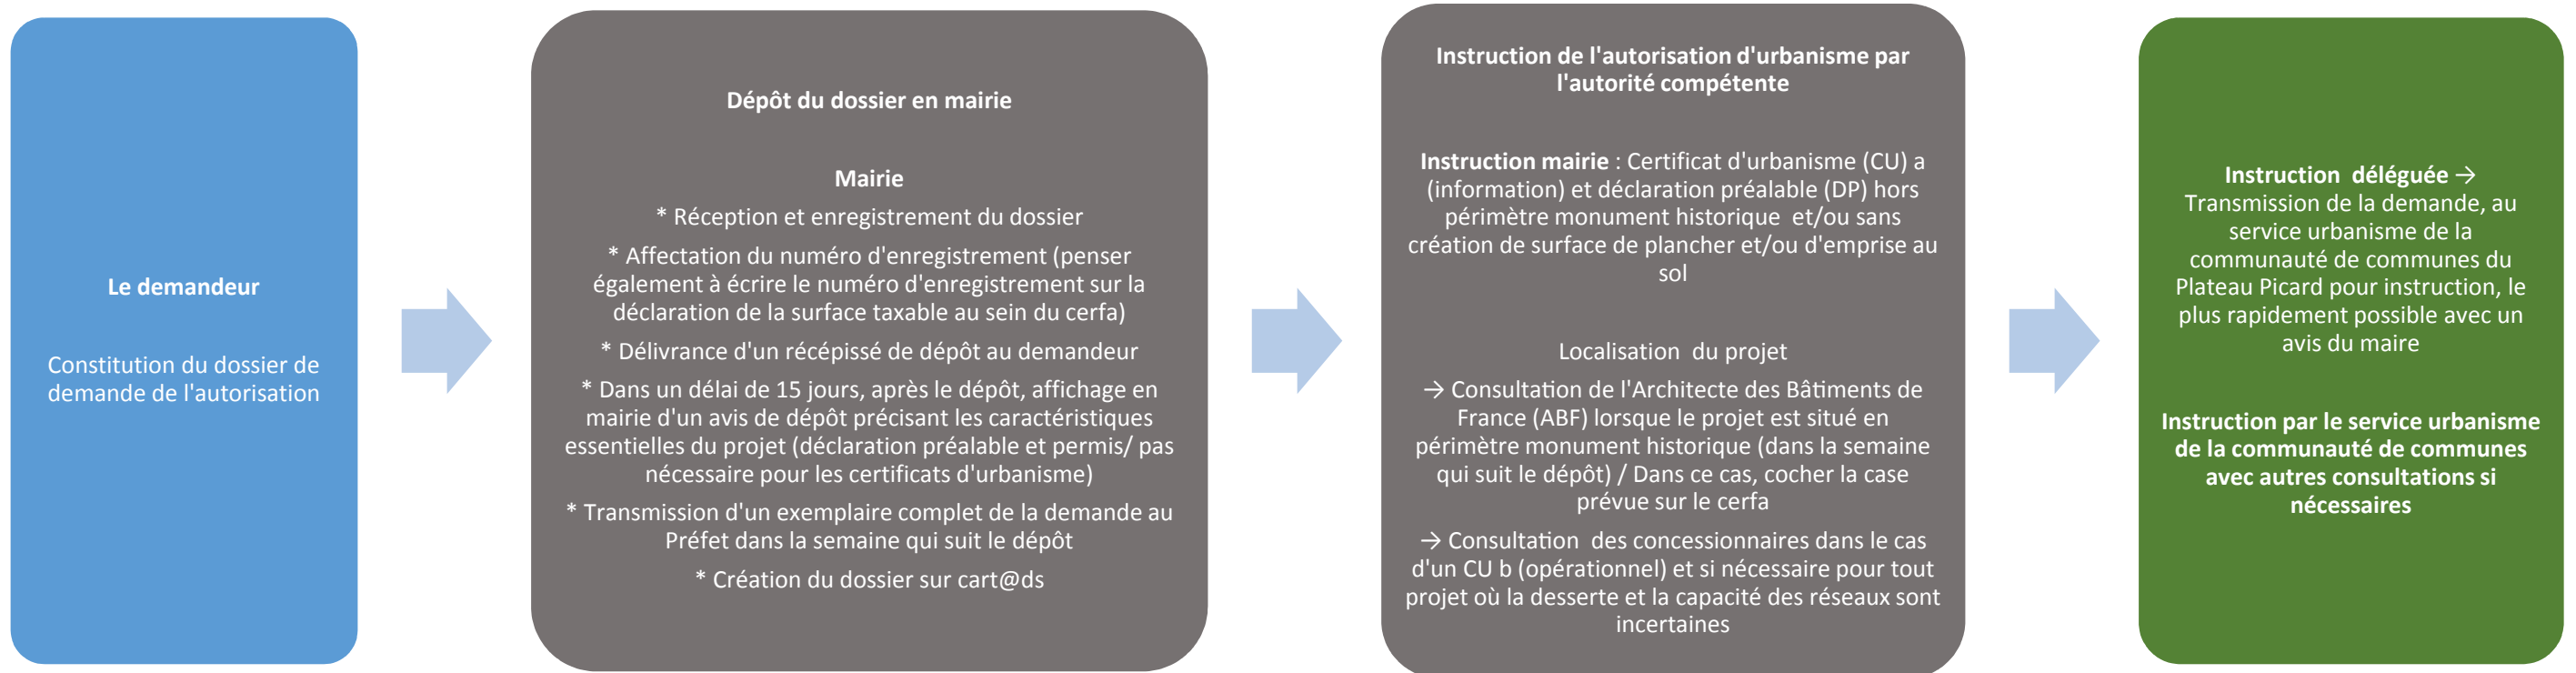 Le demandeur
Constitution du dossier de
demande de l'autorisation
Dépôt du dossier en mairie
Mairie
* Réception et enregistrement du dossier
* Affectation du numéro d'enregistrement (penser
également à écrire le numéro d'enregistrement sur la
déclaration de la surface taxable au sein du cerfa)
* Délivrance d'un récépissé de dépôt au demandeur
* Dans un délai de 15 jours, après le dépôt, affichage en
mairie d'un avis de dépôt précisant les caractéristiques
essentielles du projet (déclaration préalable et permis/ pas
nécessaire pour les certificats d'urbanisme)
* Transmission d'un exemplaire complet de la demande au
Préfet dans la semaine qui suit le dépôt
* Création du dossier sur cart@ds
Instruction de l'autorisation d'urbanisme par
l'autorité compétente
Instruction mairie : Certificat d'urbanisme (CU) a
(information) et déclaration préalable (DP) hors
périmètre monument historique et/ou sans
création de surface de plancher et/ou d'emprise au
sol
Localisation du projet
→ Consultation de l'Architecte des Bâtiments de
France (ABF) lorsque le projet est situé en
périmètre monument historique (dans la semaine
qui suit le dépôt) / Dans ce cas, cocher la case
prévue sur le cerfa
→ Consultation des concessionnaires dans le cas
d'un CU b (opérationnel) et si nécessaire pour tout
projet où la desserte et la capacité des réseaux sont
incertaines
Instruction déléguée →
Transmission de la demande, au
service urbanisme de la
communauté de communes du
Plateau Picard pour instruction, le
plus rapidement possible avec un
avis du maire
Instruction par le service urbanisme
de la communauté de communes
avec autres consultations si
nécessaires